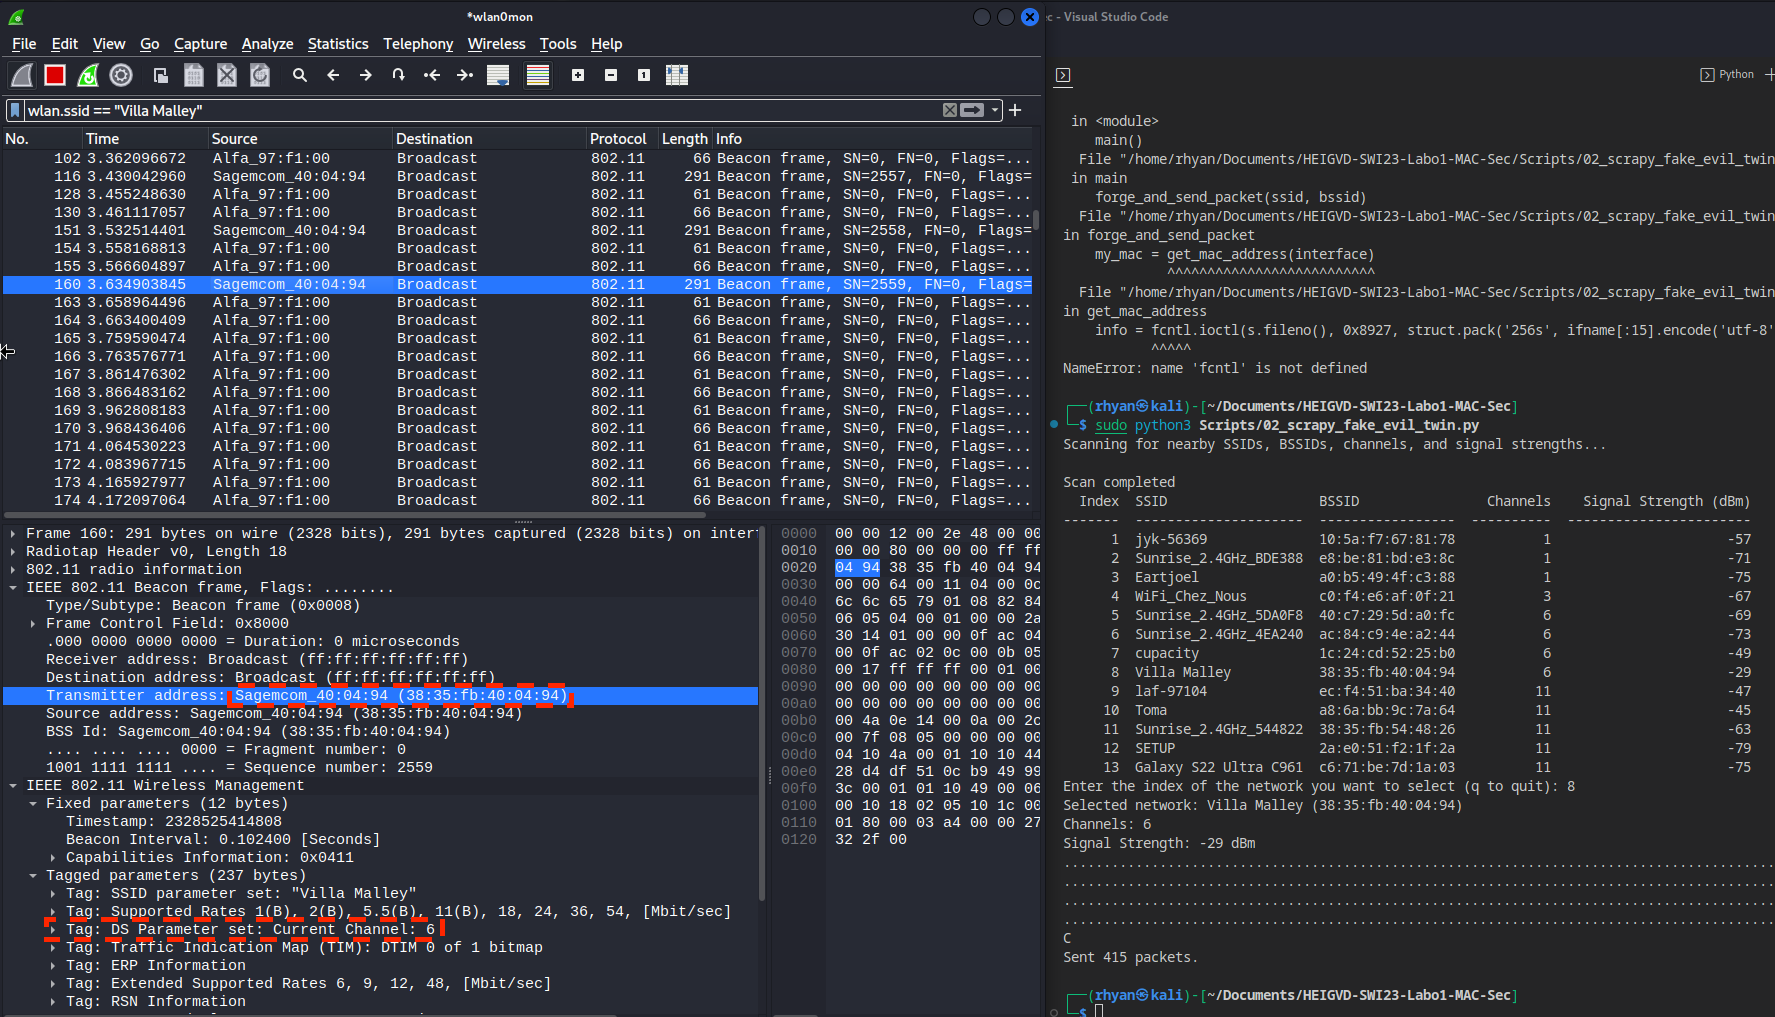 *wlan0mon
File Edit View Go Capture Analyze Statistics Telephony Wireless Tools Help
wlan.ssid == "Villa Malley"
No. Time Source Destination Protocol Length Info
102 3.362096672 Alfa_97:f1:00 Broadcast 802.11 66 Beacon frame, SN=0, FN=0, Flags=...
116 3.430042960 Sagemcom_40:04:94 Broadcast 802.11 291 Beacon frame, SN=2557, FN=0, Flags=
128 3.455248630 Alfa_97:f1:00 Broadcast 802.11 61 Beacon frame, SN=0, FN=0, Flags=...
130 3.461117057 Alfa_97:f1:00 Broadcast 802.11 66 Beacon frame, SN=0, FN=0, Flags=...
151 3.532514401 Sagemcom_40:04:94 Broadcast 802.11 291 Beacon frame, SN=2558, FN=0, Flags=
154 3.558168813 Alfa_97:f1:00 Broadcast 802.11 61 Beacon frame, SN=0, FN=0, Flags=...
155 3.566604897 Alfa_97:f1:00 Broadcast 802.11 66 Beacon frame, SN=0, FN=0, Flags=...
160 3.634903845 Sagemcom_40:04:94 Broadcast 802.11 291 Beacon frame, SN=2559, FN=0, Flags=
163 3.658964496 Alfa_97:f1:00 Broadcast 802.11 61 Beacon frame, SN=0, FN=0, Flags=...
164 3.663400409 Alfa_97:f1:00 Broadcast 802.11 66 Beacon frame, SN=0, FN=0, Flags=...
165 3.759590474 Alfa_97:f1:00 Broadcast 802.11 61 Beacon frame, SN=0, FN=0, Flags=...
166 3.763576771 Alfa_97:f1:00 Broadcast 802.11 66 Beacon frame, SN=0, FN=0, Flags=...
167 3.861476302 Alfa_97:f1:00 Broadcast 802.11 61 Beacon frame, SN=0, FN=0, Flags=...
168 3.866483162 Alfa_97:f1:00 Broadcast 802.11 66 Beacon frame, SN=0, FN=0, Flags=...
169 3.962808183 Alfa_97:f1:00 Broadcast 802.11 61 Beacon frame, SN=0, FN=0, Flags=...
170 3.968436406 Alfa_97:f1:00 Broadcast 802.11 66 Beacon frame, SN=0, FN=0, Flags=...
171 4.064530223 Alfa_97:f1:00 Broadcast 802.11 61 Beacon frame, SN=0, FN=0, Flags=...
172 4.083967715 Alfa_97:f1:00 Broadcast 802.11 66 Beacon frame, SN=0, FN=0, Flags=...
173 4.165927977 Alfa_97:f1:00 Broadcast 802.11 61 Beacon frame, SN=0, FN=0, Flags=...
174 4.172097064 Alfa_97:f1:00 Broadcast 802.11 66 Beacon frame, SN=0, FN=0, Flags=...
Frame 160: 291 bytes on wire (2328 bits), 291 bytes captured (2328 bits) on inter
Radiotap Header v0, Length 18
802.11 radio information
IEEE 802.11 Beacon frame, Flags: ........
Type/Subtype: Beacon frame (0x0008)
Frame Control Field: 0x8000
.000 0000 0000 0000 = Duration: 0 microseconds
Receiver address: Broadcast (ff:ff:ff:ff:ff:ff)
Destination address: Broadcast (ff:ff:ff:ff:ff:ff)
Transmitter address: Sagemcom_40:04:94 (38:35:fb:40:04:94)
Source address: Sagemcom_40:04:94 (38:35:fb:40:04:94)
BSS Id: Sagemcom_40:04:94 (38:35:fb:40:04:94)
.... .... .... 0000 = Fragment number: 0
1001 1111 1111 .... = Sequence number: 2559
IEEE 802.11 Wireless Management
Fixed parameters (12 bytes)
Timestamp: 2328525414808
Beacon Interval: 0.102400 [Seconds]
Capabilities Information: 0x0411
Tagged parameters (237 bytes)
Tag: SSID parameter set: "Villa Malley"
Tag: Supported Rates 1(B), 2(B), 5.5(B), 11(B), 18, 24, 36, 54, [Mbit/sec]
Tag: DS Parameter set: Current Channel: 6
Tag: Traffic Indication Map (TIM): DTIM 0 of 1 bitmap
Tag: ERP Information
Tag: Extended Supported Rates 6, 9, 12, 48, [Mbit/sec]
Tag: RSN Information
0000 00 00 12 00 2e 48 00 00
0010 00 00 80 00 00 00 ff ff
0020 04 94 38 35 fb 40 04 94
0030 00 00 64 00 11 04 00 0c
0040 6c 6c 65 79 01 08 82 84
0050 06 05 04 00 01 00 00 2a
0060 30 14 01 00 00 0f ac 04
0070 00 0f ac 02 0c 00 0b 05
0080 00 17 ff ff ff 00 01 00
0090 00 00 00 00 00 00 00 00
00a0 00 00 00 00 00 00 00 00
00b0 00 4a 0e 14 00 0a 00 2c
00c0 00 7f 08 05 00 00 00 00
00d0 04 10 4a 00 01 10 10 44
00e0 28 d4 df 51 0c b9 49 99
00f0 3c 00 01 01 10 49 00 06
0100 00 10 18 02 05 10 1c 00
0110 01 80 00 03 a4 00 00 27
0120 32 2f 00
ec - Visual Studio Code
Python
in <module>
main()
File "/home/rhyan/Documents/HEIGVD-SWI23-Labo1-MAC-Sec/Scripts/02_scrapy_fake_evil_twin
in main
forge_and_send_packet(ssid, bssid)
File "/home/rhyan/Documents/HEIGVD-SWI23-Labo1-MAC-Sec/Scripts/02_scrapy_fake_evil_twin
in forge_and_send_packet
my_mac = get_mac_address(interface)
^^^^^^^^^^^^^^^^^^^^^^^^^^
File "/home/rhyan/Documents/HEIGVD-SWI23-Labo1-MAC-Sec/Scripts/02_scrapy_fake_evil_twin
in get_mac_address
info = fcntl.ioctl(s.fileno(), 0x8927, struct.pack('256s', ifname[:15].encode('utf-8'
^^^^^
NameError: name 'fcntl' is not defined
(rhyan㉿kali)-[~/Documents/HEIGVD-SWI23-Labo1-MAC-Sec]
$ sudo python3 Scripts/02_scrapy_fake_evil_twin.py
Scanning for nearby SSIDs, BSSIDs, channels, and signal strengths...
Scan completed
Index SSID BSSID Channels Signal Strength (dBm)
------- ---------------------- ----------------- ---------- ------------------------
1 jyk-56369 10:5a:f7:67:81:78 1 -57
2 Sunrise_2.4GHz_BDE388 e8:be:81:bd:e3:8c 1 -71
3 Eartjoel a0:b5:49:4f:c3:88 1 -75
4 WiFi_Chez_Nous c0:f4:e6:af:0f:21 3 -67
5 Sunrise_2.4GHz_5DA0F8 40:c7:29:5d:a0:fc 6 -69
6 Sunrise_2.4GHz_4EA240 ac:84:c9:4e:a2:44 6 -73
7 cupacity 1c:24:cd:52:25:b0 6 -49
8 Villa Malley 38:35:fb:40:04:94 6 -29
9 laf-97104 ec:f4:51:ba:34:40 11 -47
10 Toma a8:6a:bb:9c:7a:64 11 -45
11 Sunrise_2.4GHz_544822 38:35:fb:54:48:26 11 -63
12 SETUP 2a:e0:51:f2:1f:2a 11 -79
13 Galaxy S22 Ultra C961 c6:71:be:7d:1a:03 11 -75
Enter the index of the network you want to select (q to quit): 8
Selected network: Villa Malley (38:35:fb:40:04:94)
Channels: 6
Signal Strength: -29 dBm
............................................................................................
............................................................................................
............................................................................................
............................................................................................
C
Sent 415 packets.
(rhyan㉿kali)-[~/Documents/HEIGVD-SWI23-Labo1-MAC-Sec]
$